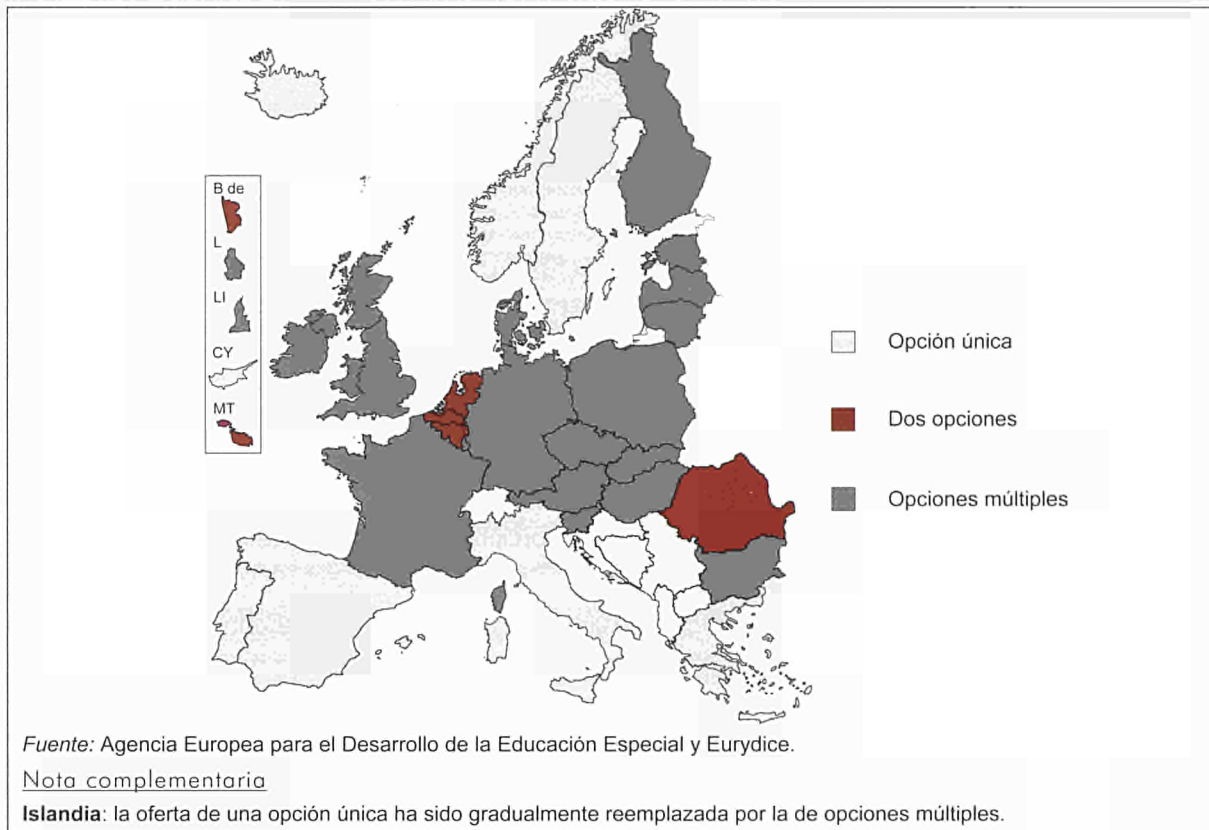 B de
L
LI
CY
MT
Opción única
Dos opciones
Opciones múltiples
Fuente: Agencia Europea para el Desarrollo de la Educación Especial y Eurydice.
Nota complementaria
Islandia: la oferta de una opción única ha sido gradualmente reemplazada por la de opciones múltiples.